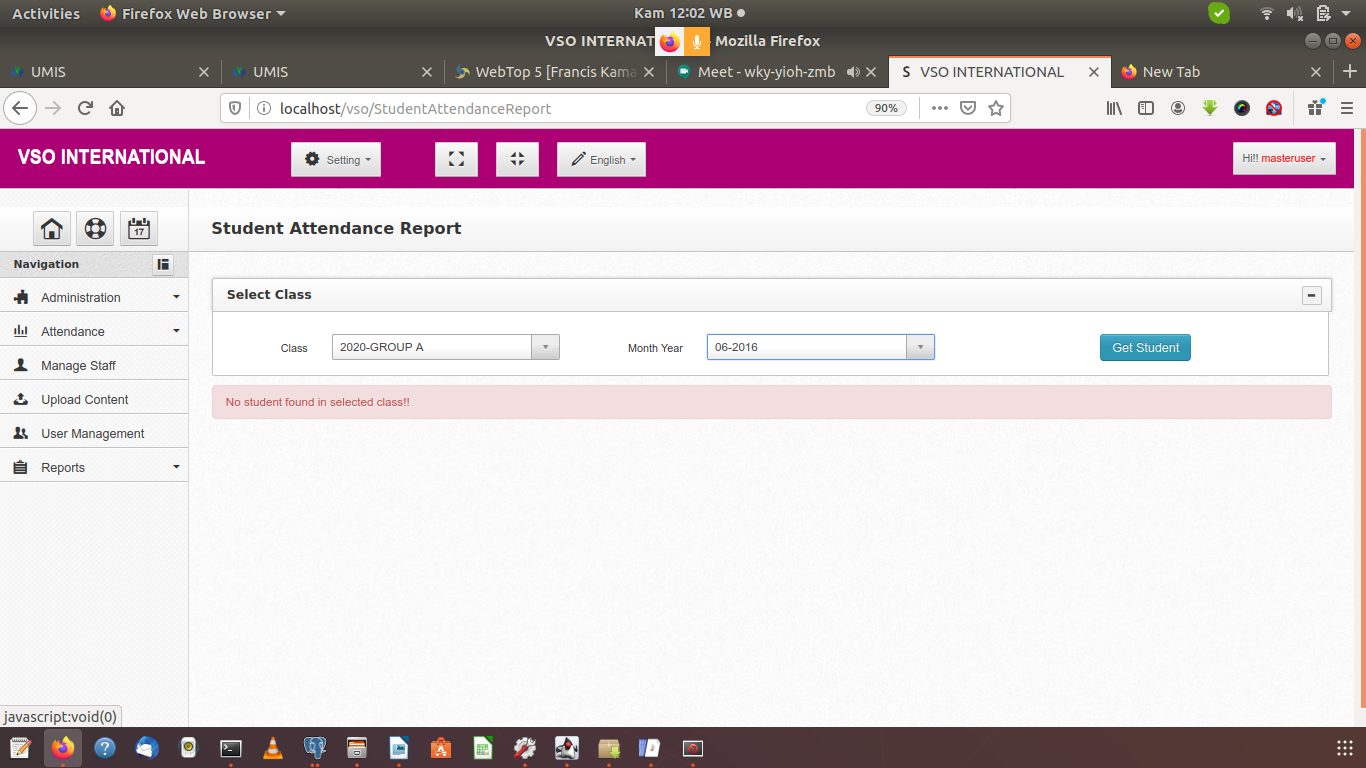 Activities Firefox Web Browser Kam 12:02 WB
VSO INTERNAT - Mozilla Firefox
UMIS UMIS WebTop 5 [Francis Kama Meet - wky-yioh-zmb S VSO INTERNATIONAL New Tab
localhost/vso/StudentAttendanceReport 90%
VSO INTERNATIONAL Setting English Hi!! masteruser
17 Student Attendance Report
Navigation
Administration
Attendance
Manage Staff
Upload Content
User Management
Reports
Select Class
Class 2020-GROUP A Month Year 06-2016 Get Student
No student found in selected class!!
javascript:void(0)